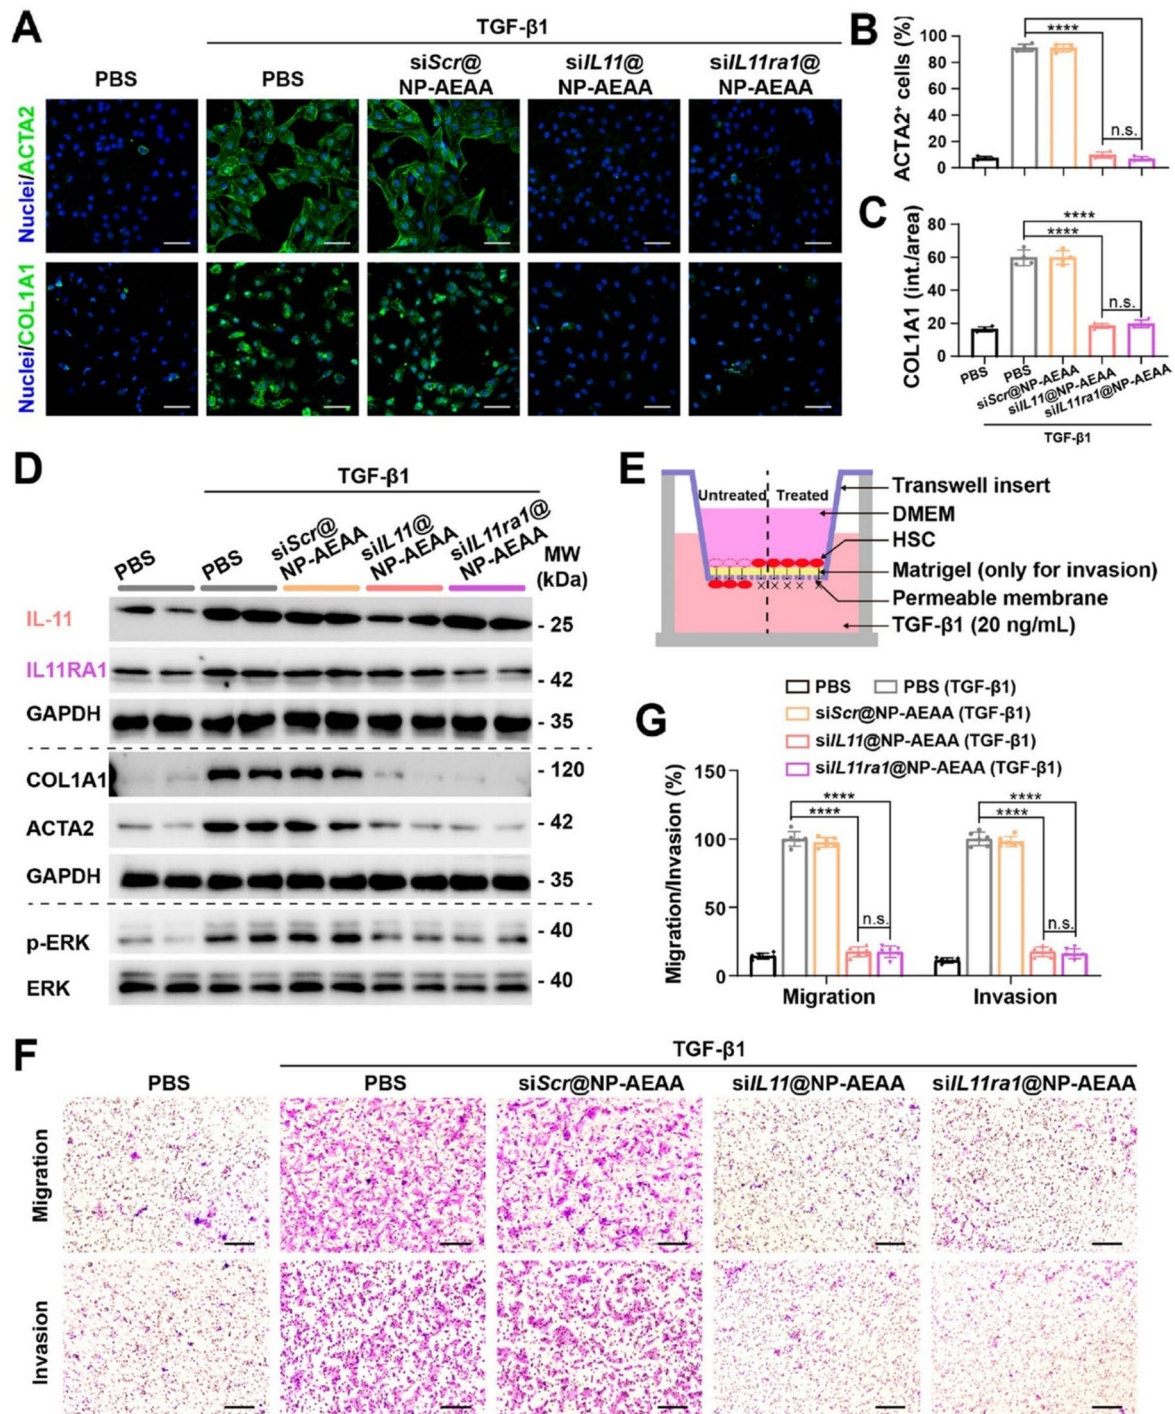 A
TGF-β1
PBS
PBS
siScr@
NP-AEAA
siIL11@
NP-AEAA
siIL11ra1@
NP-AEAA
Nuclei/ACTA2
Nuclei/COL1A1
B
ACTA2⁺ cells (%)
100
80
60
40
20
0
****
n.s.
C
COL1A1 (int./area)
80
60
40
20
0
****
****
n.s.
PBS
PBS
siScr@NP-AEAA
siIL11@NP-AEAA
siIL11ra1@NP-AEAA
TGF-β1
D
TGF-β1
PBS
PBS
siScr@
NP-AEAA
siIL11@
NP-AEAA
siIL11ra1@
NP-AEAA
MW
(kDa)
IL-11
- 25
IL11RA1
- 42
GAPDH
- 35
COL1A1
- 120
ACTA2
- 42
GAPDH
- 35
p-ERK
- 40
ERK
- 40
E
Untreated
Treated
Transwell insert
DMEM
HSC
Matrigel (only for invasion)
Permeable membrane
TGF-β1 (20 ng/mL)
G
PBS
PBS (TGF-β1)
siScr@NP-AEAA (TGF-β1)
siIL11@NP-AEAA (TGF-β1)
siIL11ra1@NP-AEAA (TGF-β1)
Migration/Invasion (%)
150
100
50
0
****
****
n.s.
****
****
n.s.
Migration
Invasion
F
TGF-β1
PBS
PBS
siScr@NP-AEAA
siIL11@NP-AEAA
siIL11ra1@NP-AEAA
Migration
Invasion